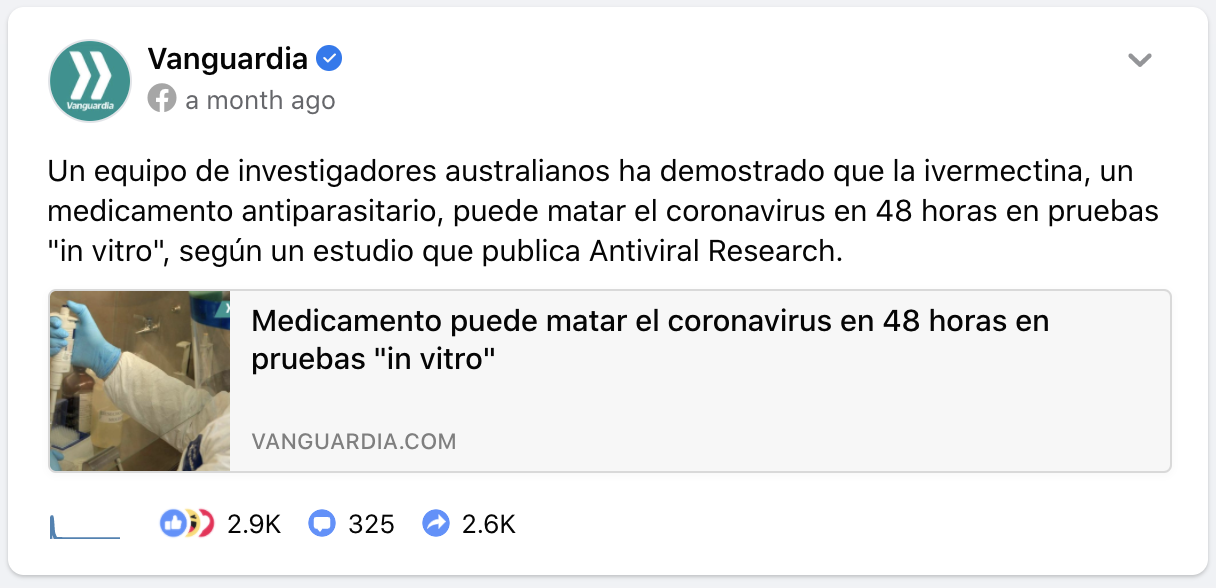 Vanguardia
Vanguardia
a month ago
Un equipo de investigadores australianos ha demostrado que la ivermectina, un
medicamento antiparasitario, puede matar el coronavirus en 48 horas en pruebas
"in vitro", según un estudio que publica Antiviral Research.
Medicamento puede matar el coronavirus en 48 horas en
pruebas "in vitro"
VANGUARDIA.COM
2.9K 325 2.6K